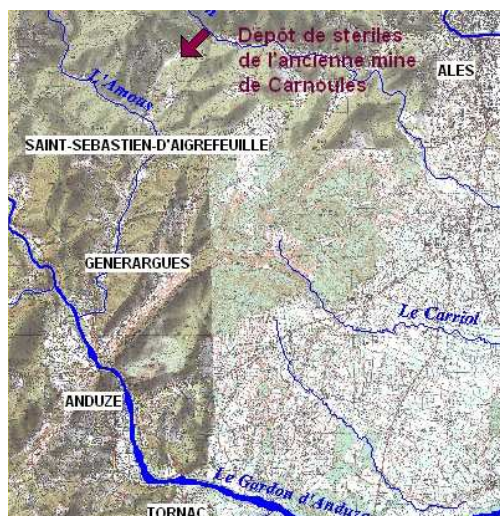 Dépôt de stériles
de l'ancienne mine
de Carnoules
ALES
L'Amous
SAINT-SEBASTIEN-D'AIGREFEUILLE
GENERARGUES
Le Carriol
ANDUZE
Le Gardon d'Anduze
TORNAC